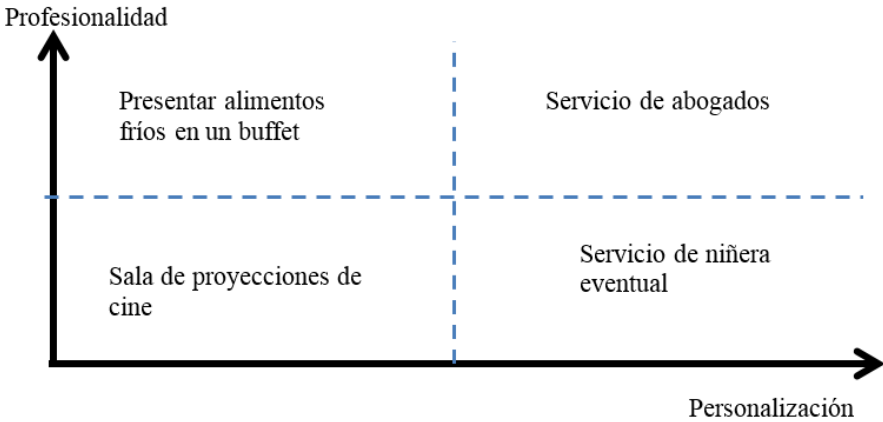 Profesionalidad
Presentar alimentos
fríos en un buffet
Servicio de abogados
Sala de proyecciones de
cine
Servicio de niñera
eventual
Personalización